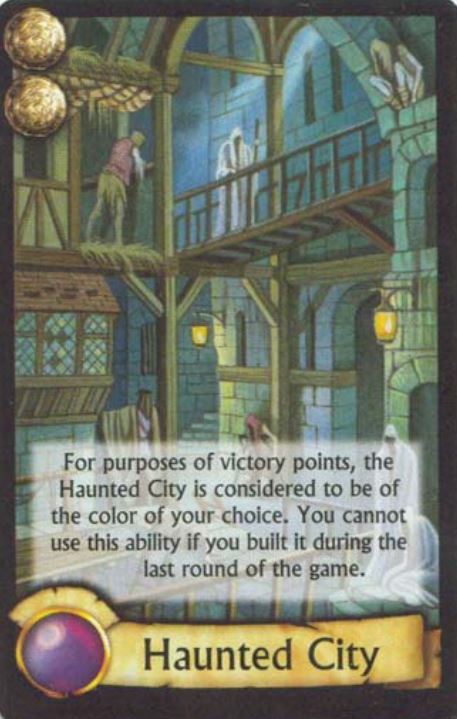 For purposes of victory points, the
Haunted City is considered to be of
the color of your choice. You cannot
use this ability if you built it during the
last round of the game.
Haunted City